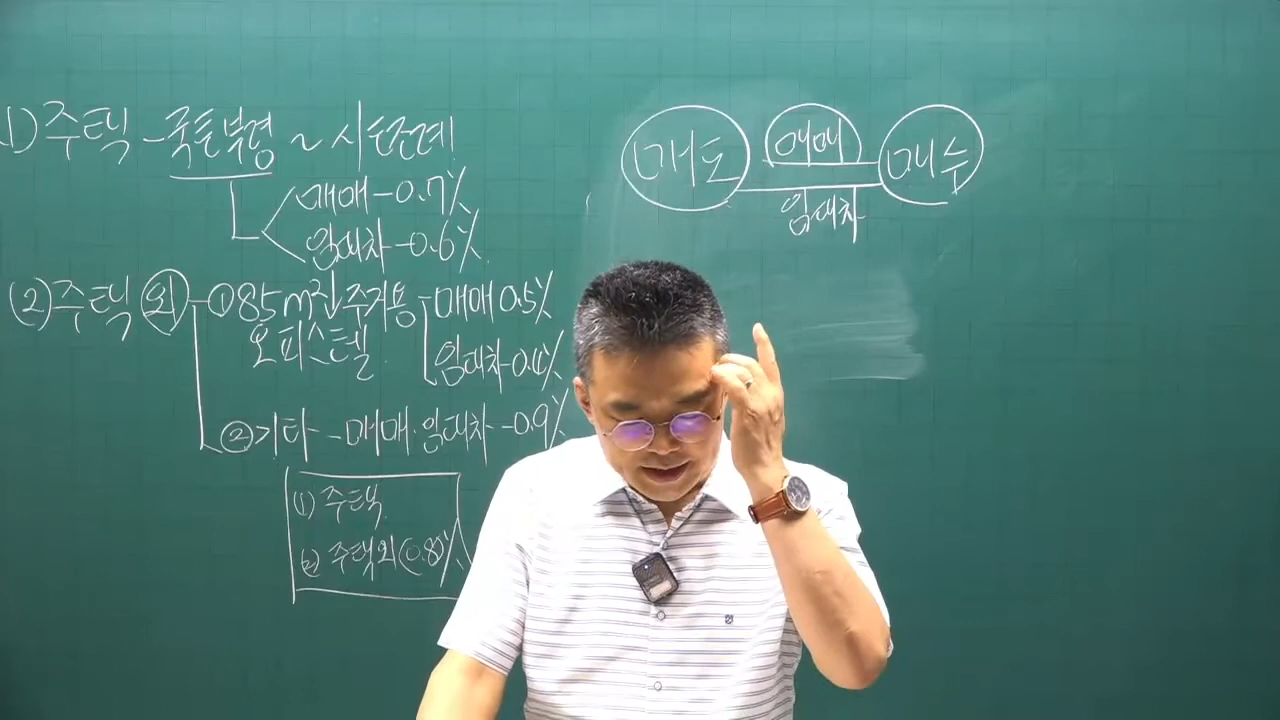 1) 주택 - 국토부령 ~ 시·도조례!
매매 - 0.7%
임대차 - 0.6%
(2) 주택 외 ① 85㎡ 주거용 매매 0.5%
오피스텔 임대차 - 0.4%
② 기타 - 매매·임대차 - 0.9%
(1) 주택
(2) 주택외 (0.8)%
매도 매매 매수
임대차